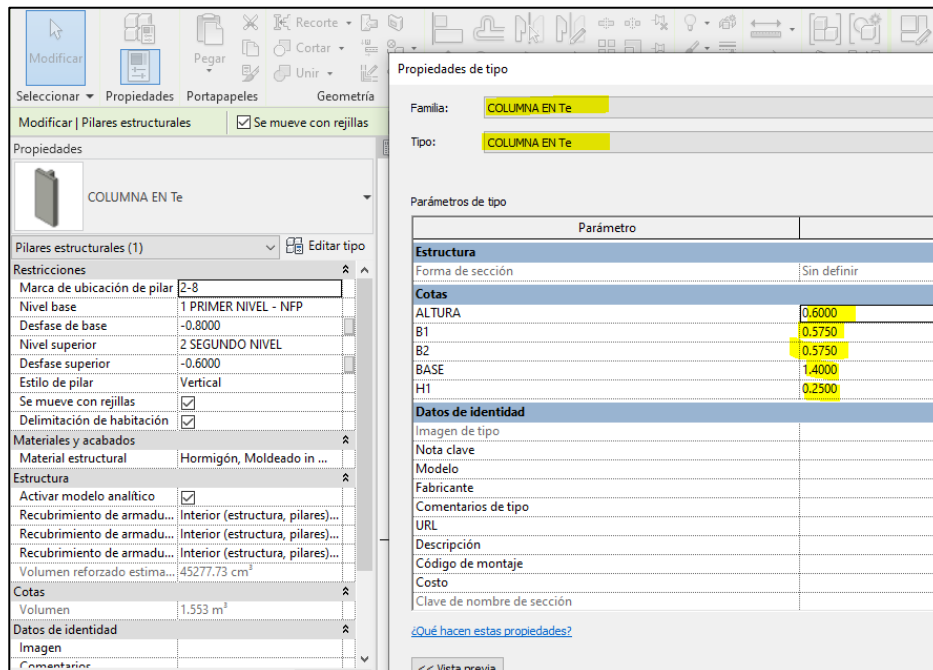 Recorte
Modificar
Pegar
Cortar
Unir
Seleccionar Propiedades Portapapeles Geometría
Modificar | Pilares estructurales Se mueve con rejillas
Propiedades
COLUMNA EN Te
Pilares estructurales (1) Editar tipo
Restricciones
Marca de ubicación de pilar 2-8
Nivel base 1 PRIMER NIVEL - NFP
Desfase de base -0.8000
Nivel superior 2 SEGUNDO NIVEL
Desfase superior -0.6000
Estilo de pilar Vertical
Se mueve con rejillas
Delimitación de habitación
Materiales y acabados
Material estructural Hormigón, Moldeado in ...
Estructura
Activar modelo analítico
Recubrimiento de armadu... Interior (estructura, pilares)...
Recubrimiento de armadu... Interior (estructura, pilares)...
Recubrimiento de armadu... Interior (estructura, pilares)...
Volumen reforzado estima... 45277.73 cm³
Cotas
Volumen 1.553 m³
Datos de identidad
Imagen
Comentarios
Propiedades de tipo
Familia: COLUMNA EN Te
Tipo: COLUMNA EN Te
Parámetros de tipo
Parámetro
Estructura
Forma de sección Sin definir
Cotas
ALTURA 0.6000
B1 0.5750
B2 0.5750
BASE 1.4000
H1 0.2500
Datos de identidad
Imagen de tipo
Nota clave
Modelo
Fabricante
Comentarios de tipo
URL
Descripción
Código de montaje
Costo
Clave de nombre de sección
¿Qué hacen estas propiedades?
<< Vista previa